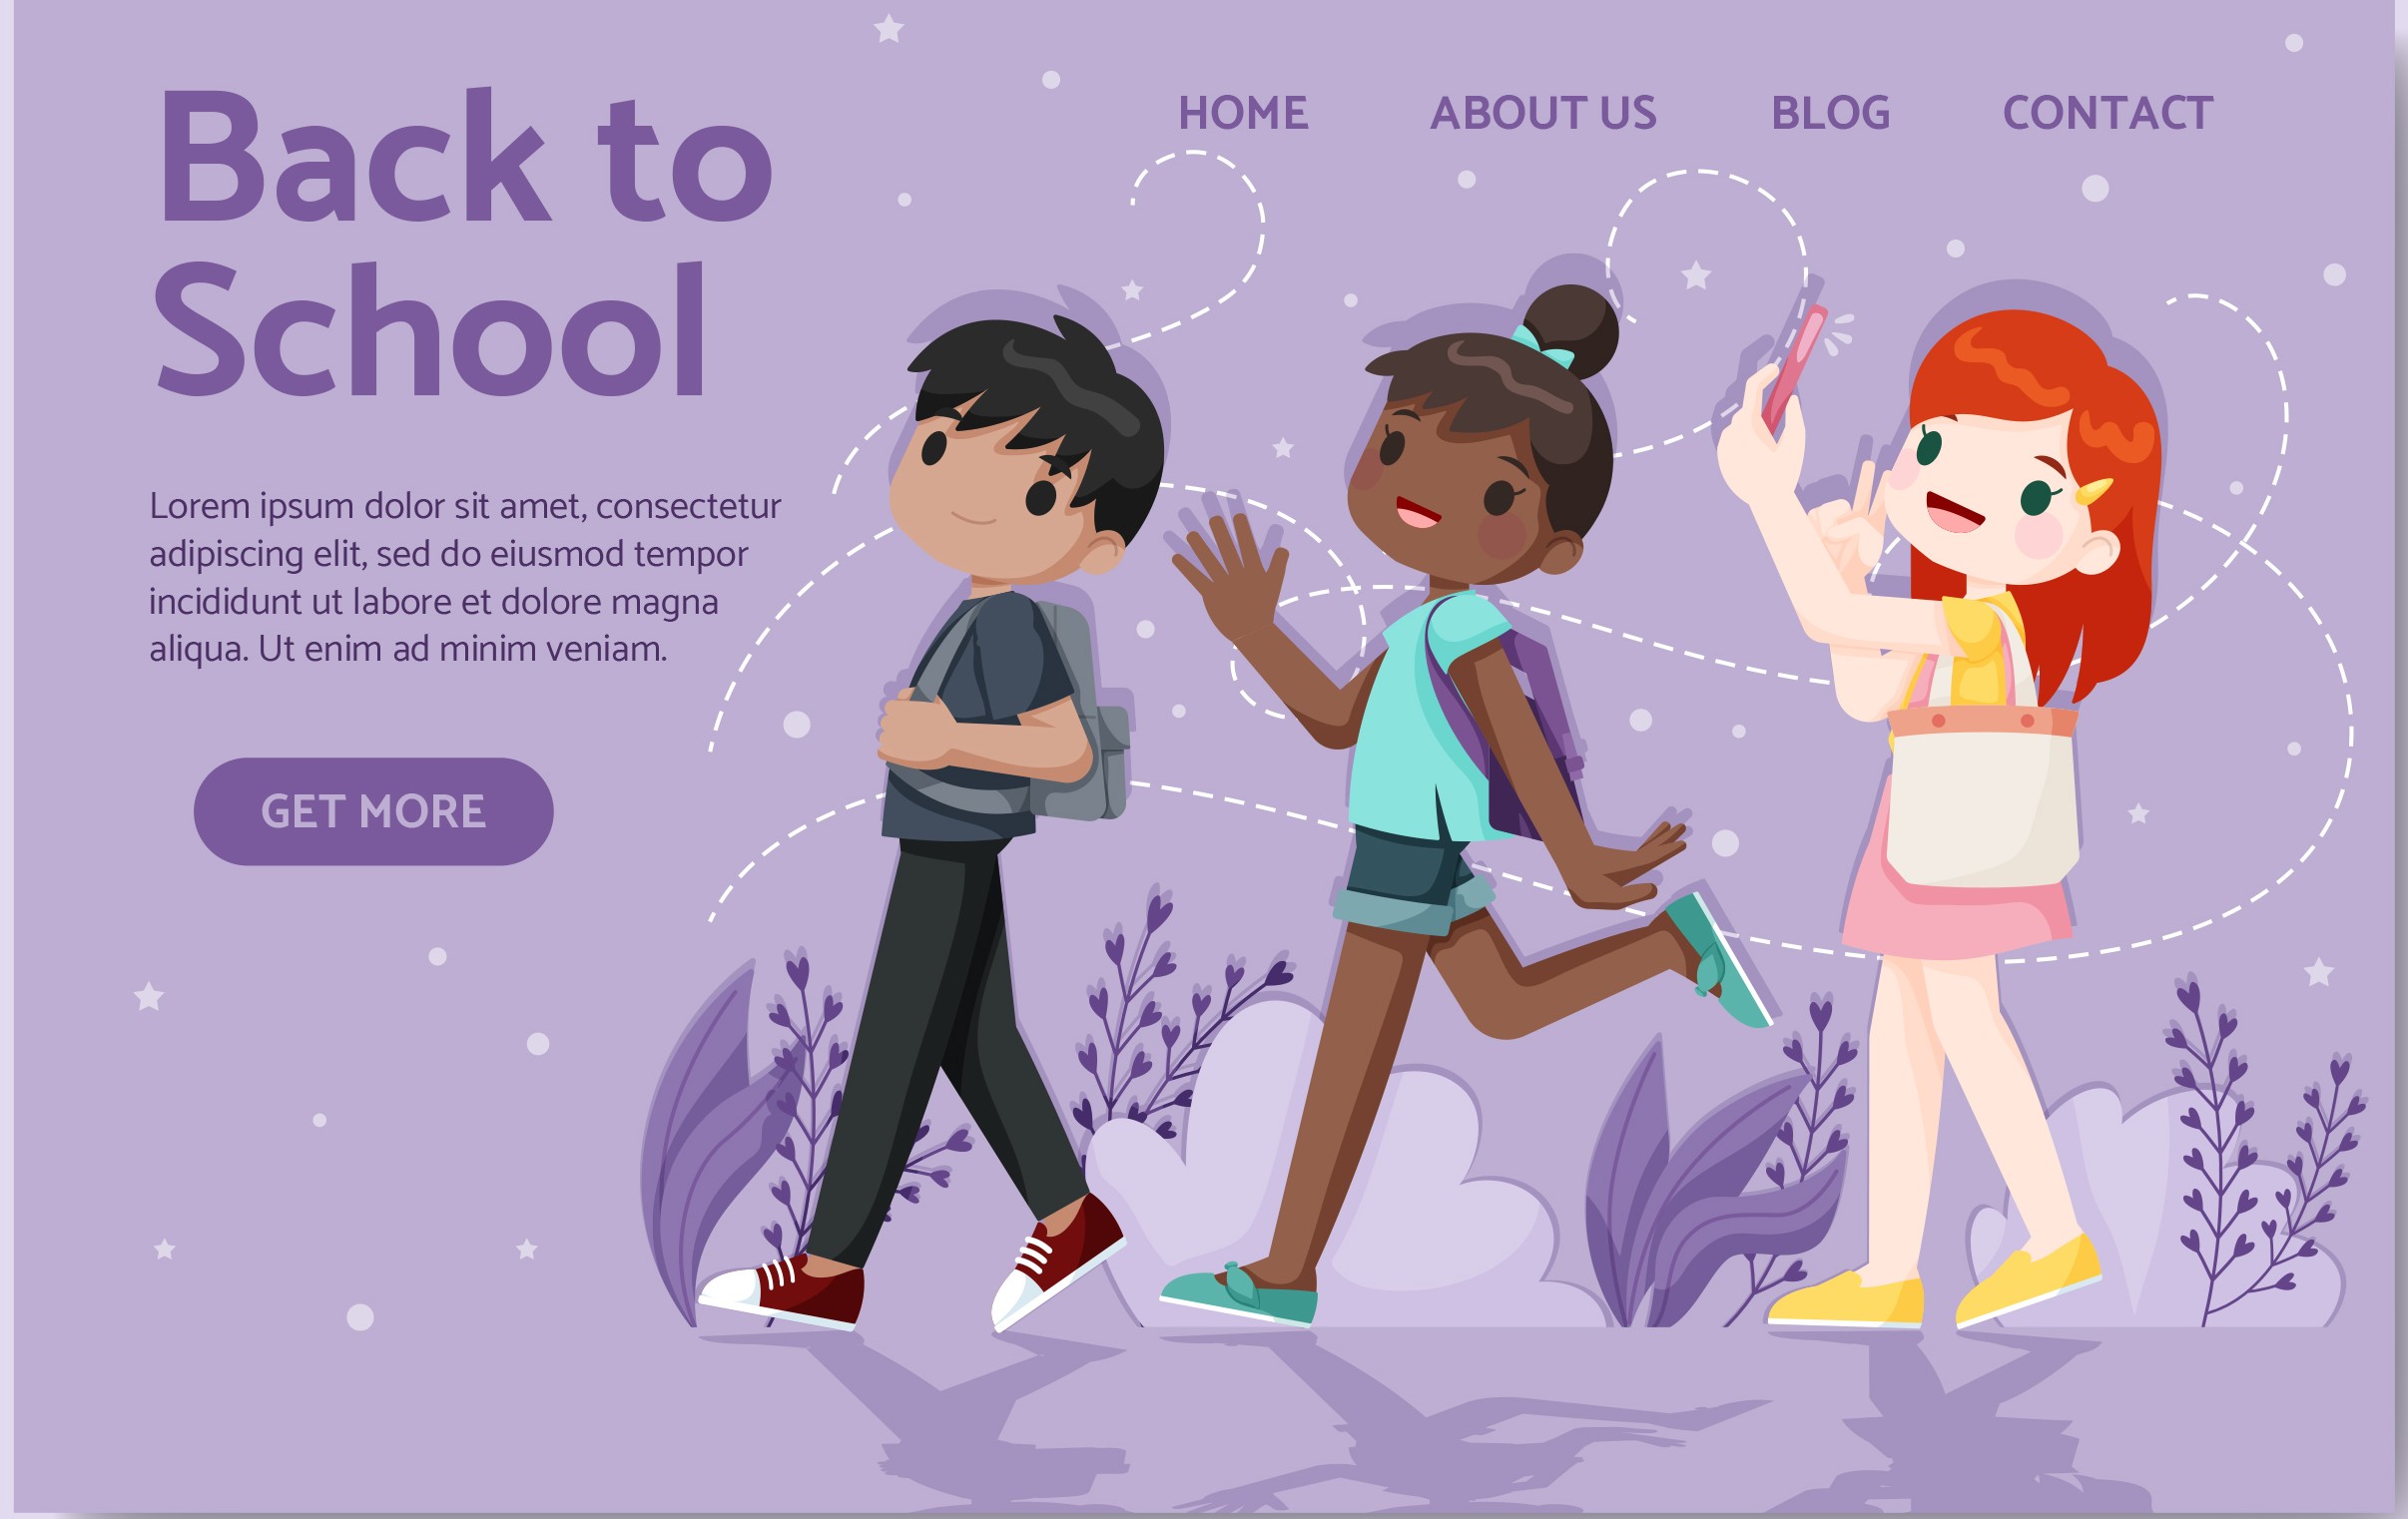 HOME ABOUT US BLOG CONTACT
Back to
School
Lorem ipsum dolor sit amet, consectetur
adipiscing elit, sed do eiusmod tempor
incididunt ut labore et dolore magna
aliqua. Ut enim ad minim veniam.
GET MORE